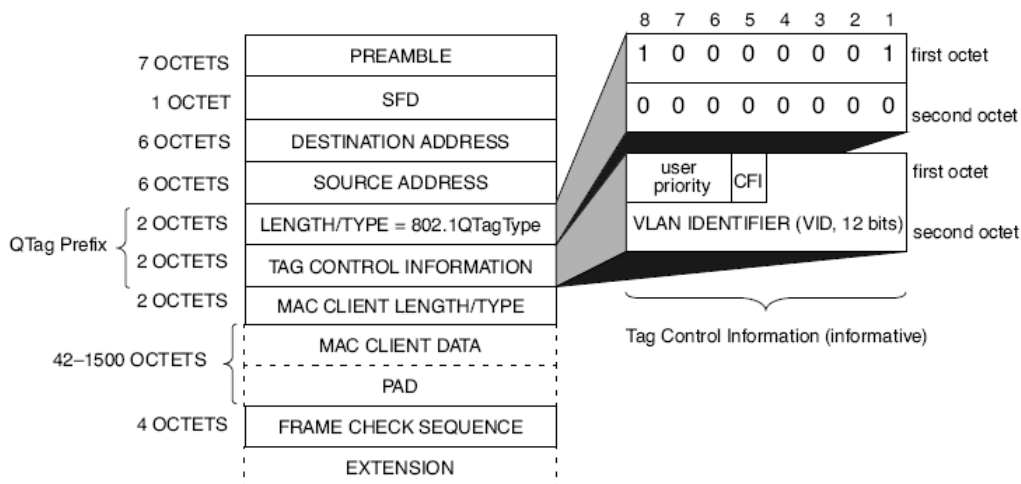 8 7 6 5 4 3 2 1
7 OCTETS PREAMBLE 1 0 0 0 0 0 0 1 first octet
1 OCTET SFD 0 0 0 0 0 0 0 0 second octet
6 OCTETS DESTINATION ADDRESS
6 OCTETS SOURCE ADDRESS
user priority CFI first octet
QTag Prefix
2 OCTETS LENGTH/TYPE = 802.1QTagType
VLAN IDENTIFIER (VID, 12 bits) second octet
2 OCTETS TAG CONTROL INFORMATION
2 OCTETS MAC CLIENT LENGTH/TYPE
Tag Control Information (informative)
42–1500 OCTETS
MAC CLIENT DATA
PAD
4 OCTETS FRAME CHECK SEQUENCE
EXTENSION